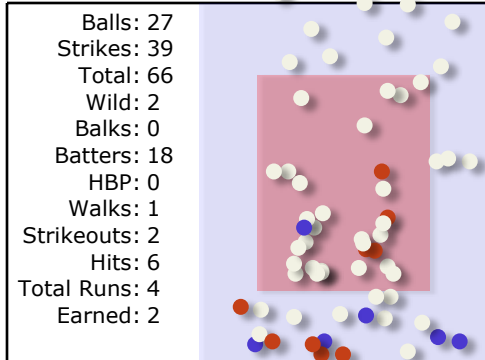 Balls: 27
Strikes: 39
Total: 66
Wild: 2
Balks: 0
Batters: 18
HBP: 0
Walks: 1
Strikeouts: 2
Hits: 6
Total Runs: 4
Earned: 2